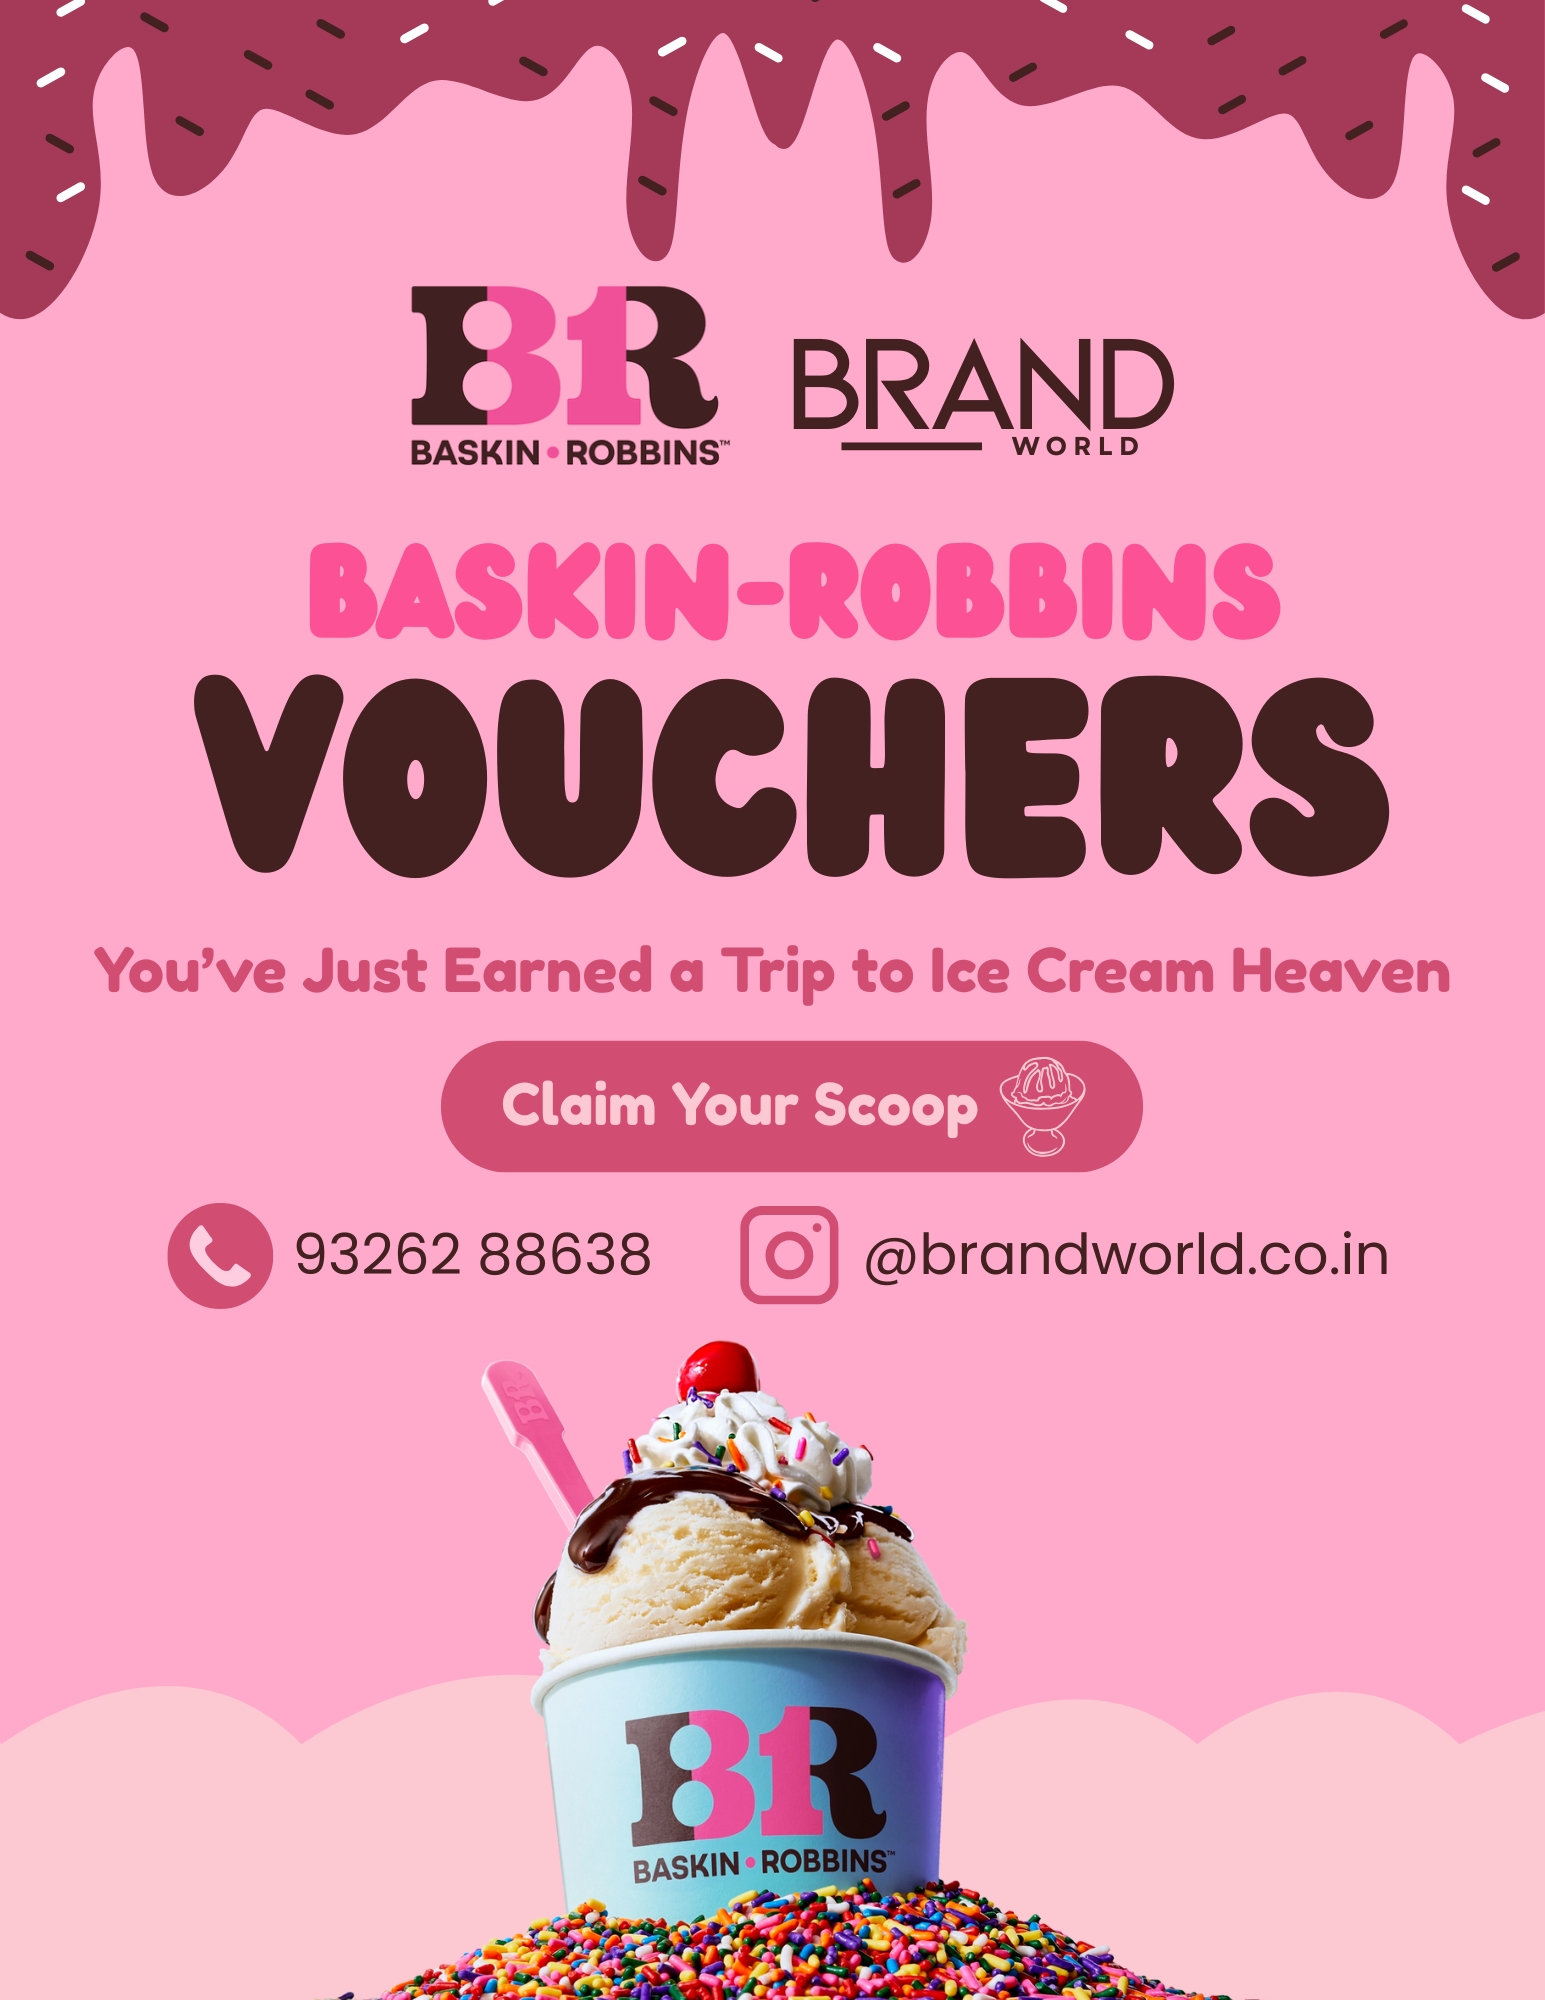 BR
BASKIN • ROBBINS™
BRAND
WORLD
BASKIN-ROBBINS
VOUCHERS
You’ve Just Earned a Trip to Ice Cream Heaven
Claim Your Scoop
93262 88638
@brandworld.co.in
BR
BR
BASKIN • ROBBINS™